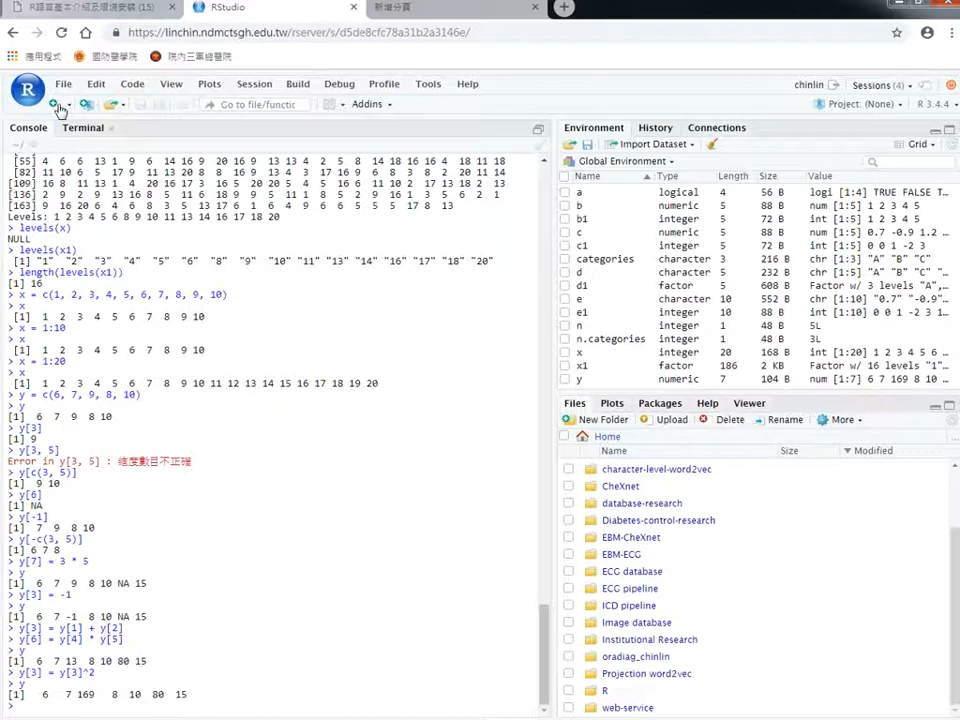 R語言基本介紹及環境安裝 (15)
RStudio
新增分頁
https://linchin.ndmctsgh.edu.tw/rserver/s/d5de8cfc78a31b2a3146e/
應用程式 國防醫學院 院內三軍總醫院
R File Edit Code View Plots Session Build Debug Profile Tools Help
chinlin Sessions (4)
Go to file/functic Addins
Project: (None) R 3.4.4
Console Terminal
~/
[55] 4 6 6 13 1 9 6 14 16 9 20 16 9 13 13 4 2 5 8 14 18 16 16 4 18 11 18
[82] 11 10 6 5 17 9 11 13 20 8 16 9 13 4 3 17 16 9 6 8 3 8 2 20 11 14
[109] 16 8 11 13 1 4 20 16 17 3 16 5 20 20 5 4 5 16 6 11 10 2 17 13 18 2 13
[136] 2 9 2 9 13 16 8 5 11 6 18 9 9 5 11 1 8 5 2 9 16 1 5 6 2 1
[163] 9 16 20 6 4 6 8 3 5 13 17 6 1 6 4 9 6 6 5 5 5 17 8 13
Levels: 1 2 3 4 5 6 8 9 10 11 13 14 16 17 18 20
> levels(x)
NULL
> levels(x1)
[1] "1" "2" "3" "4" "5" "6" "8" "9" "10" "11" "13" "14" "16" "17" "18" "20"
> length(levels(x1))
[1] 16
> x = c(1, 2, 3, 4, 5, 6, 7, 8, 9, 10)
> x
[1] 1 2 3 4 5 6 7 8 9 10
> x = 1:10
> x
[1] 1 2 3 4 5 6 7 8 9 10
> x = 1:20
> x
[1] 1 2 3 4 5 6 7 8 9 10 11 12 13 14 15 16 17 18 19 20
> y = c(6, 7, 9, 8, 10)
> y
[1] 6 7 9 8 10
> y[3]
[1] 9
> y[3, 5]
Error in y[3, 5] : 維度數目不正確
> y[c(3, 5)]
[1] 9 10
> y[6]
[1] NA
> y[-1]
[1] 7 9 8 10
> y[-c(3, 5)]
[1] 6 7 8
> y[7] = 3 * 5
> y
[1] 6 7 9 8 10 NA 15
> y[3] = -1
> y
[1] 6 7 -1 8 10 NA 15
> y[3] = y[1] + y[2]
> y[6] = y[4] * y[5]
> y
[1] 6 7 13 8 10 80 15
> y[3] = y[3]^2
> y
[1] 6 7 169 8 10 80 15
>
Environment History Connections
Import Dataset Grid
Global Environment
Name Type Length Size Value
a logical 4 56 B logi [1:4] TRUE FALSE T...
b numeric 5 88 B num [1:5] 1 2 3 4 5
b1 integer 5 72 B int [1:5] 1 2 3 4 5
c numeric 5 88 B num [1:5] 0.7 -0.9 1.2 ...
c1 integer 5 72 B int [1:5] 0 0 1 -2 3
categories character 3 216 B chr [1:3] "A" "B" "C"
d character 5 232 B chr [1:5] "A" "B" "C" ...
d1 factor 5 608 B Factor w/ 3 levels "A",...
e character 10 552 B chr [1:10] "0.7" "-0.9"...
e1 integer 10 88 B int [1:10] 0 0 1 -2 3 1...
n integer 1 48 B 5L
n.categories integer 1 48 B 3L
x integer 20 168 B int [1:20] 1 2 3 4 5 6 ...
x1 factor 186 2 KB Factor w/ 16 levels "1"...
y numeric 7 104 B num [1:7] 6 7 169 8 10 ...
Files Plots Packages Help Viewer
New Folder Upload Delete Rename More
Home
Name Size Modified
character-level-word2vec
CheXnet
database-research
Diabetes-control-research
EBM-CheXnet
EBM-ECG
ECG database
ECG pipeline
ICD pipeline
Image database
Institutional Research
oradiag_chinlin
Projection word2vec
R
web-service